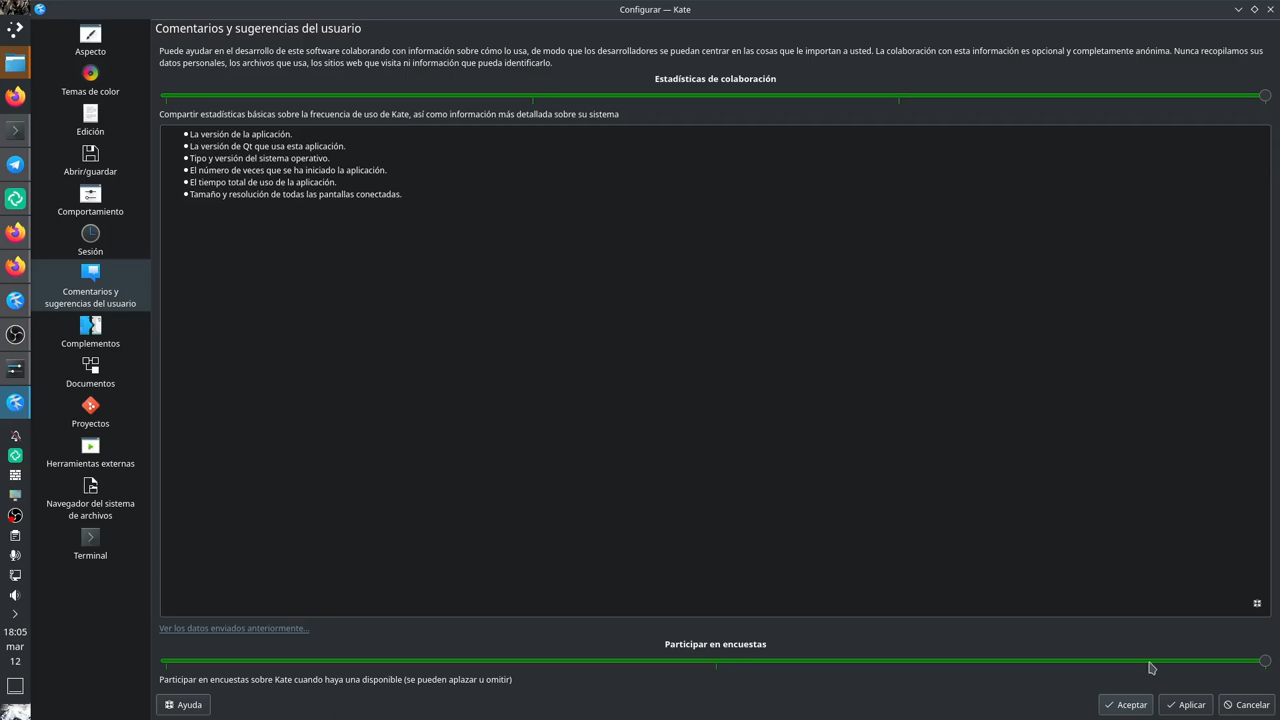 Configurar — Kate
Aspecto
Temas de color
Edición
Abrir/guardar
Comportamiento
Sesión
Comentarios y
sugerencias del usuario
Complementos
Documentos
Proyectos
Herramientas externas
Navegador del sistema
de archivos
Terminal
18:05
mar
12
Comentarios y sugerencias del usuario
Puede ayudar en el desarrollo de este software colaborando con información sobre cómo lo usa, de modo que los desarrolladores se puedan centrar en las cosas que le importan a usted. La colaboración con esta información es opcional y completamente anónima. Nunca recopilamos sus
datos personales, los archivos que usa, los sitios web que visita ni información que pueda identificarlo.
Estadísticas de colaboración
Compartir estadísticas básicas sobre la frecuencia de uso de Kate, así como información más detallada sobre su sistema
• La versión de la aplicación.
• La versión de Qt que usa esta aplicación.
• Tipo y versión del sistema operativo.
• El número de veces que se ha iniciado la aplicación.
• El tiempo total de uso de la aplicación.
• Tamaño y resolución de todas las pantallas conectadas.
Ver los datos enviados anteriormente...
Participar en encuestas
Participar en encuestas sobre Kate cuando haya una disponible (se pueden aplazar u omitir)
Ayuda
Aceptar
Aplicar
Cancelar